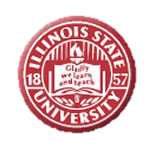 ILLINOIS STATE
18 57
Gladly
we learn
and teach
UNIVERSITY